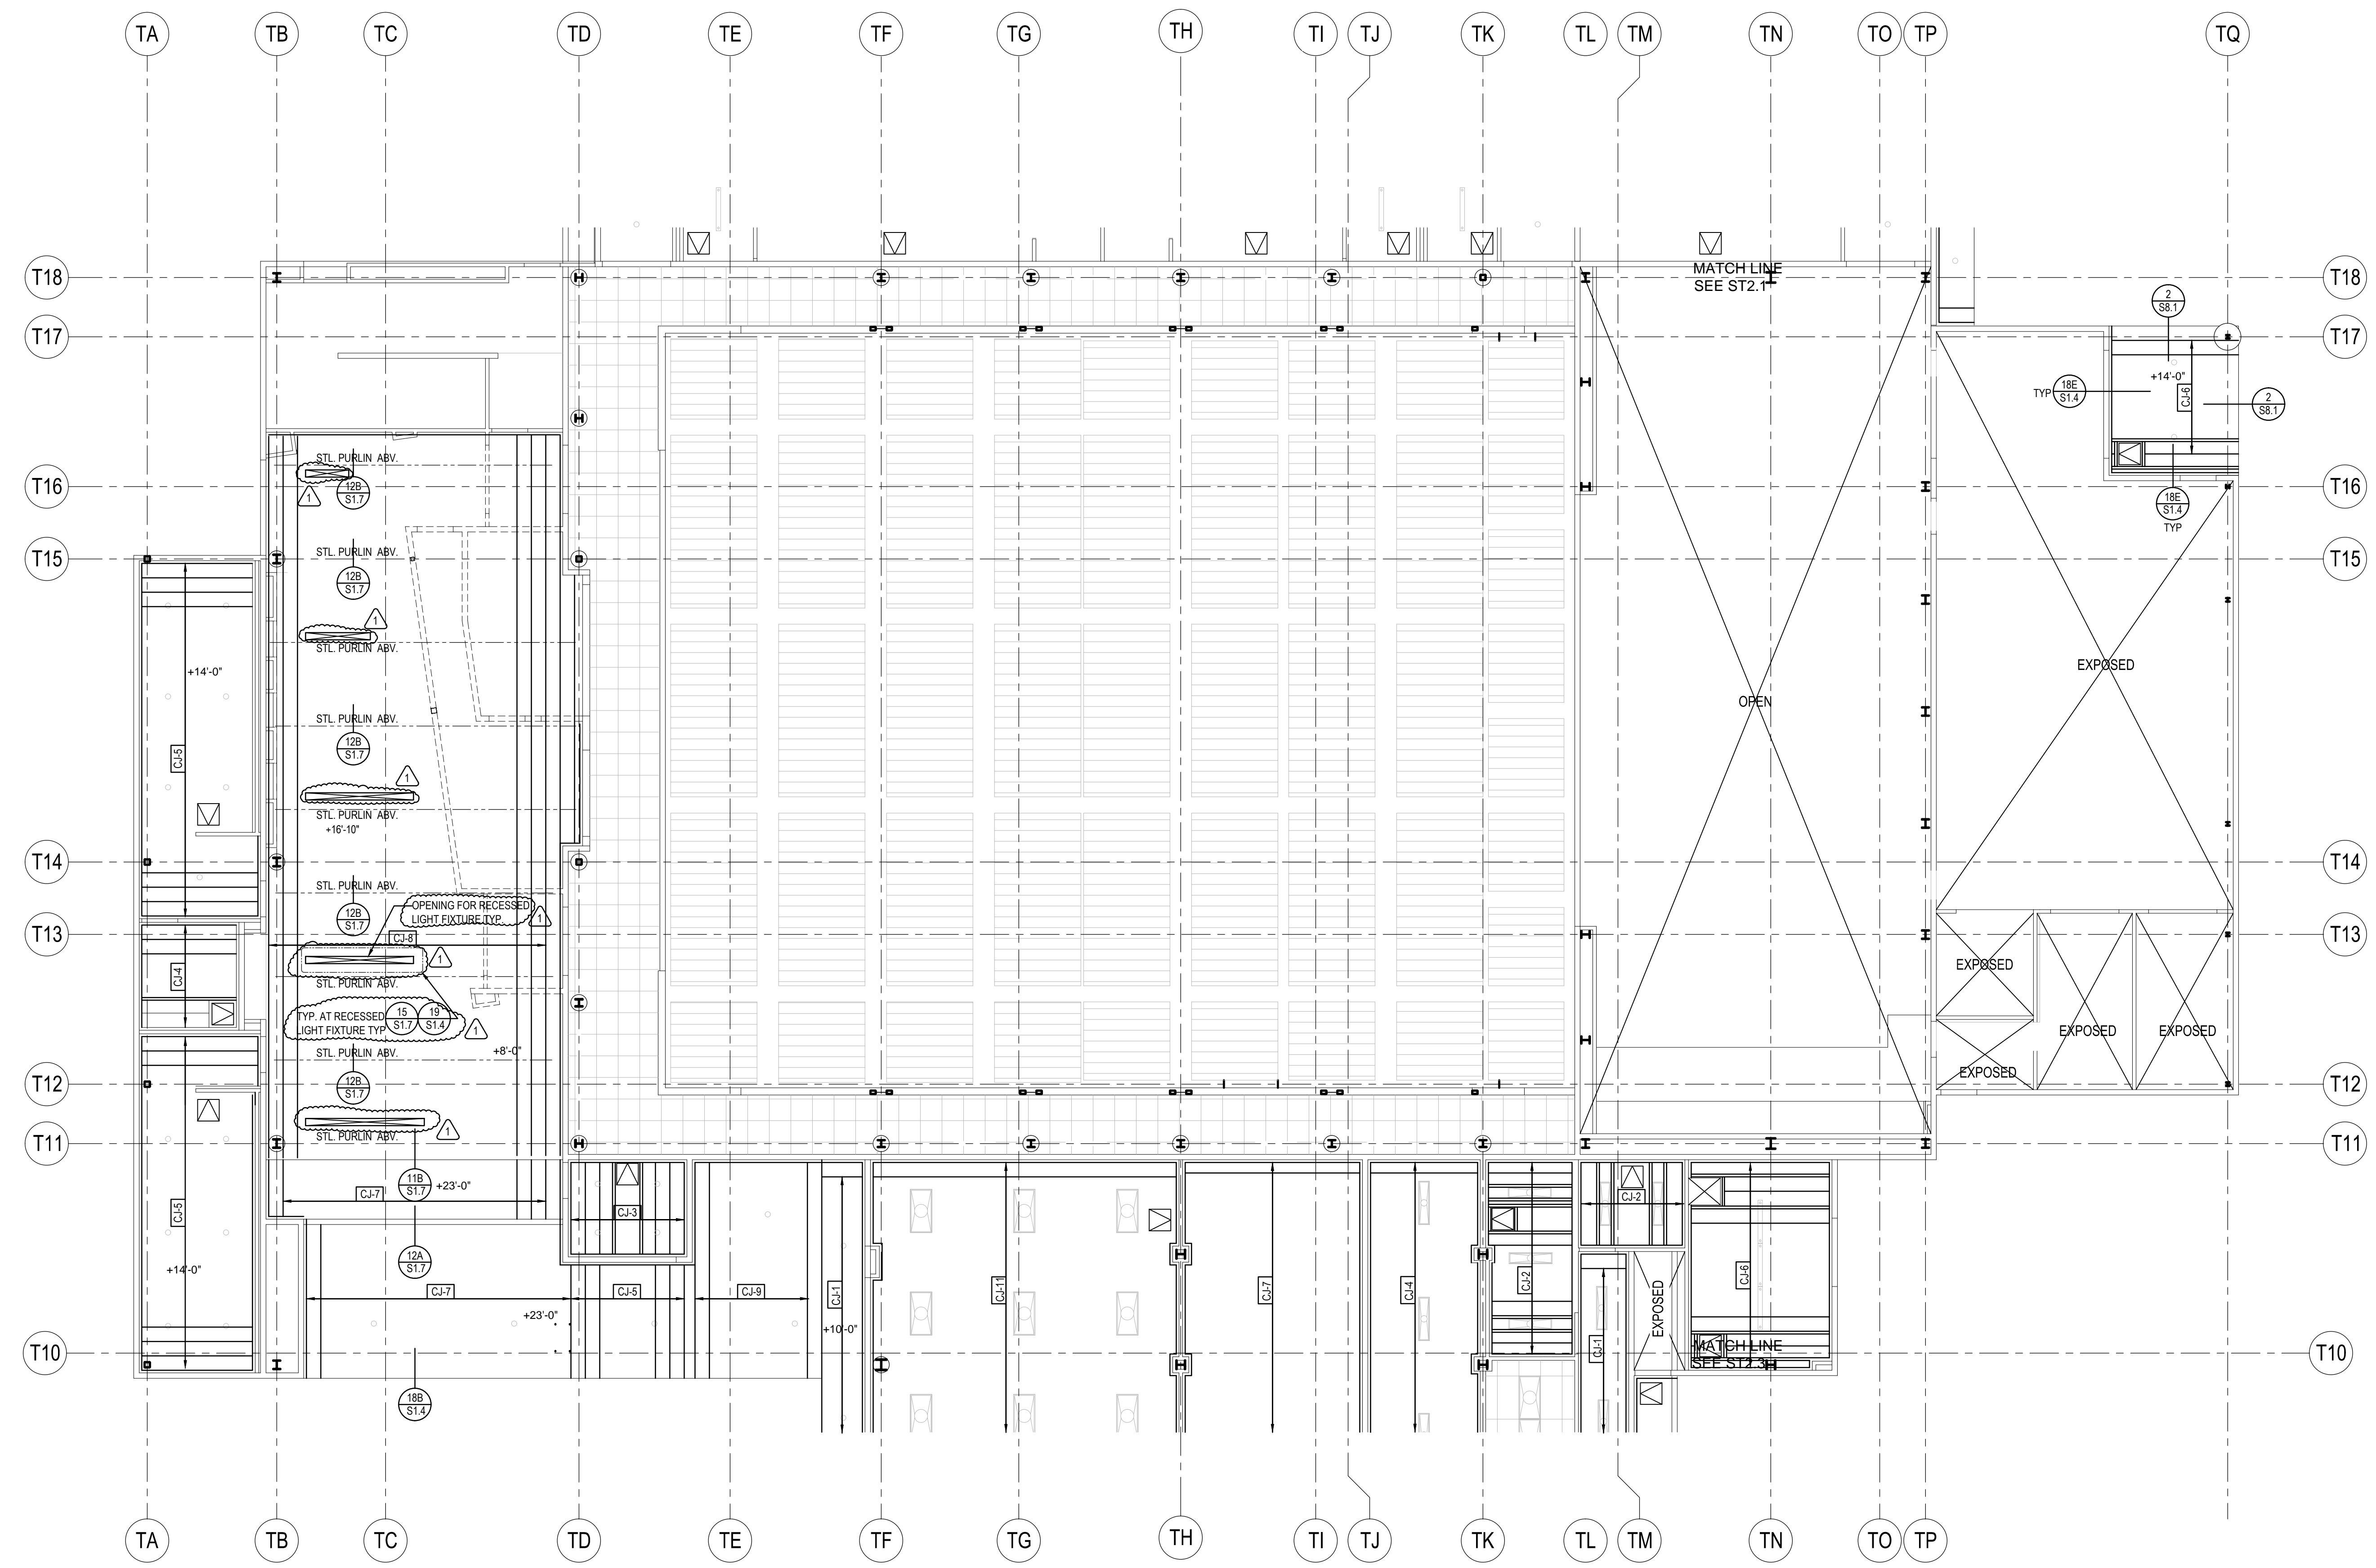 TA TB TC TD TE TF TG TH TI TJ TK TL TM TN TO TP TQ
T18
MATCH LINE
SEE ST2.1
T18
2
S8.1
T17
T17
+14'-0"
CJ-6
18E
S1.4
TYP
2
S8.1
STL. PURLIN ABV.
1
12B
S1.7
T16
T16
18E
S1.4
TYP
STL. PURLIN ABV.
T15
T15
12B
S1.7
1
STL. PURLIN ABV.
+14'-0"
EXPOSED
OPEN
STL. PURLIN ABV.
12B
S1.7
CJ-5
1
STL. PURLIN ABV.
+16'-10"
T14
T14
STL. PURLIN ABV.
12B
S1.7
OPENING FOR RECESSED
LIGHT FIXTURE TYP.
1
T13
T13
CJ-8
1
CJ-4
STL. PURLIN ABV.
EXPOSED
TYP. AT RECESSED
LIGHT FIXTURE TYP
15
S1.7
19
S1.4
1
EXPOSED
EXPOSED
STL. PURLIN ABV.
+8'-0"
EXPOSED
T12
12B
S1.7
T12
1
STL. PURLIN ABV.
T11
T11
11B
S1.7
+23'-0"
CJ-7
CJ-5
CJ-3
CJ-2
CJ-2
CJ-6
12A
S1.7
+14'-0"
CJ-7
CJ-5
CJ-9
CJ-1
CJ-11
CJ-7
CJ-4
EXPOSED
+23'-0"
+10'-0"
CJ-1
MATCH LINE
SEE ST2.3
T10
T10
18B
S1.4
TA TB TC TD TE TF TG TH TI TJ TK TL TM TN TO TP